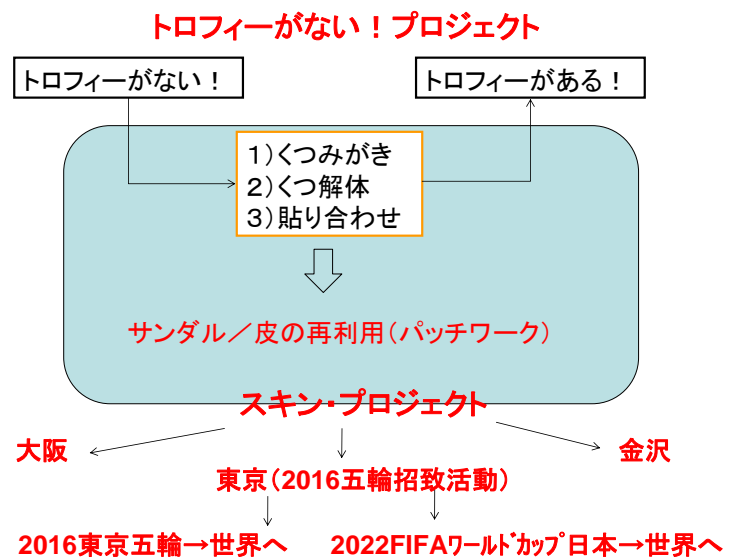 トロフィーがない！プロジェクト
トロフィーがない！
トロフィーがある！
1）くつみがき
2）くつ解体
3）貼り合わせ
サンダル／皮の再利用（パッチワーク）
スキン・プロジェクト
大阪
金沢
東京（2016五輪招致活動）
2016東京五輪→世界へ
2022FIFAﾜｰﾙﾄﾞｶｯﾌﾟ日本→世界へ